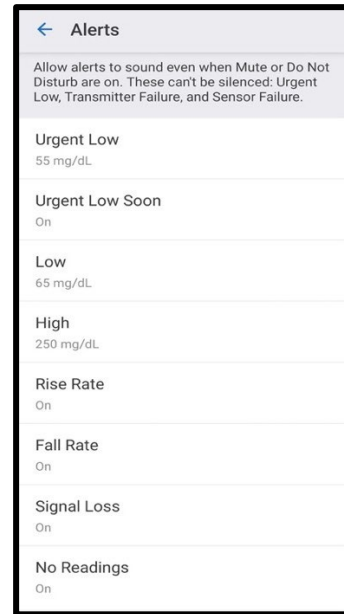 Alerts
Allow alerts to sound even when Mute or Do Not
Disturb are on. These can't be silenced: Urgent
Low, Transmitter Failure, and Sensor Failure.
Urgent Low
55 mg/dL
Urgent Low Soon
On
Low
65 mg/dL
High
250 mg/dL
Rise Rate
On
Fall Rate
On
Signal Loss
On
No Readings
On